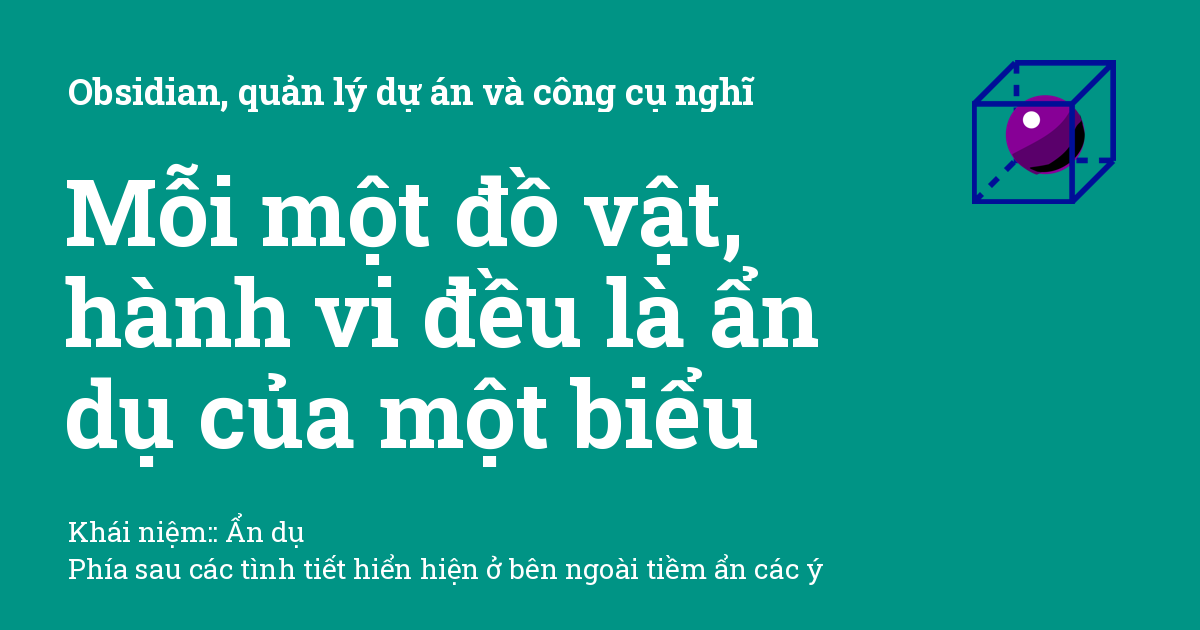 Obsidian, quản lý dự án và công cụ nghĩ
Mỗi một đồ vật,
hành vi đều là ẩn
dụ của một biểu
Khái niệm:: Ẩn dụ
Phía sau các tình tiết hiển hiện ở bên ngoài tiềm ẩn các ý